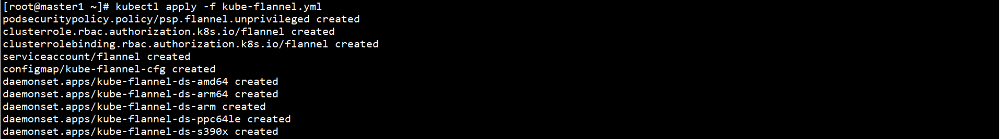 [root@master1 ~]# kubectl apply -f kube-flannel.yml
podsecuritypolicy.policy/psp.flannel.unprivileged created
clusterrole.rbac.authorization.k8s.io/flannel created
clusterrolebinding.rbac.authorization.k8s.io/flannel created
serviceaccount/flannel created
configmap/kube-flannel-cfg created
daemonset.apps/kube-flannel-ds-amd64 created
daemonset.apps/kube-flannel-ds-arm64 created
daemonset.apps/kube-flannel-ds-arm created
daemonset.apps/kube-flannel-ds-ppc64le created
daemonset.apps/kube-flannel-ds-s390x created